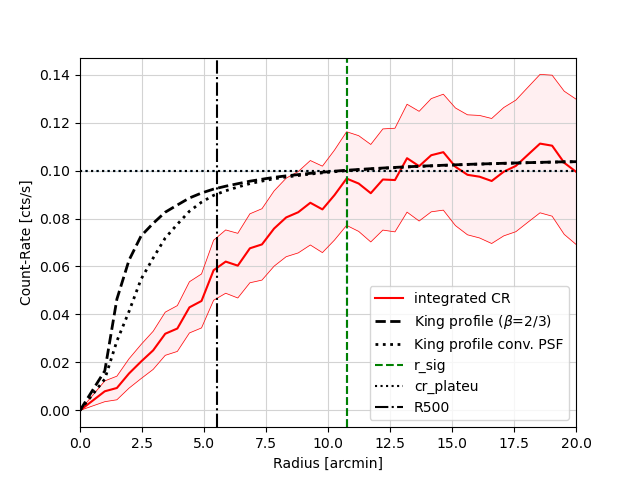 0.14
0.12
0.10
0.08
0.06
0.04
0.02
0.00
Count-Rate [cts/s]
integrated CR
King profile (β=2/3)
King profile conv. PSF
r_sig
cr_plateu
R500
0.0 2.5 5.0 7.5 10.0 12.5 15.0 17.5 20.0
Radius [arcmin]